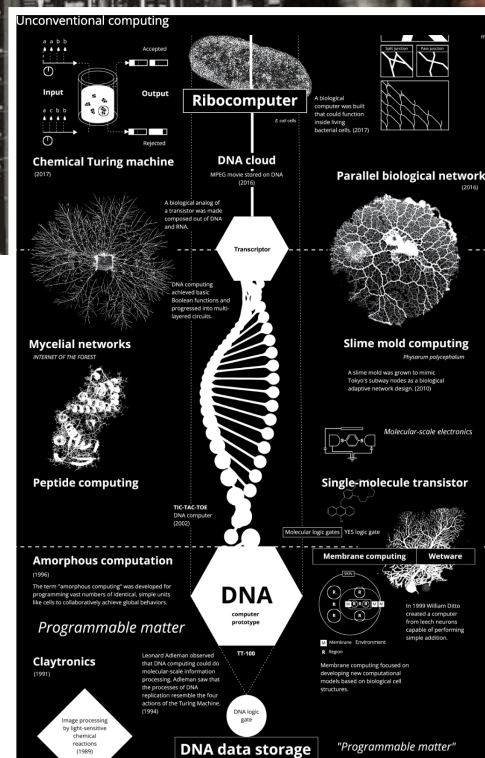 Unconventional computing
a a b b
Accepted
Input
Output
a c b b
Rejected
Chemical Turing machine
(2017)
Ribocomputer
E. coli cells
A biological
computer was built
that could function
inside living
bacterial cells. (2017)
Split junction
Pass junction
DNA cloud
MPEG movie stored on DNA
(2016)
Parallel biological network
(2016)
A biological analog of
a transistor was made
composed out of DNA
and RNA.
Transcriptor
DNA computing
achieved basic
Boolean functions and
progressed into multi-
layered circuits.
Mycelial networks
INTERNET OF THE FOREST
Slime mold computing
Physarum polycephalum
A slime mold was grown to mimic
Tokyo's subway nodes as a biological
adaptive network design. (2010)
Molecular-scale electronics
Peptide computing
Single-molecule transistor
TIC-TAC-TOE
DNA computer
(2002)
Molecular logic gates
YES logic gate
Amorphous computation
(1996)
The term "amorphous computing" was developed for
programming vast numbers of identical, simple units
like cells to collaboratively achieve global behaviors.
Programmable matter
DNA
computer
prototype
TT-100
Membrane computing
Wetware
SKIN
R
R
R
M R R R M M
R
R
R
M Membrane Environment
R Region
In 1999 William Ditto
created a computer
from leech neurons
capable of performing
simple addition.
Membrane computing focused on
developing new computational
models based on biological cell
structures.
Claytronics
(1991)
Leonard Adleman observed
that DNA computing could do
molecular-scale information
processing. Adleman saw that
the processes of DNA
replication resemble the four
actions of the Turing Machine.
(1994)
Image processing
by light-sensitive
chemical
reactions
(1989)
DNA logic
gate
DNA data storage
"Programmable matter"